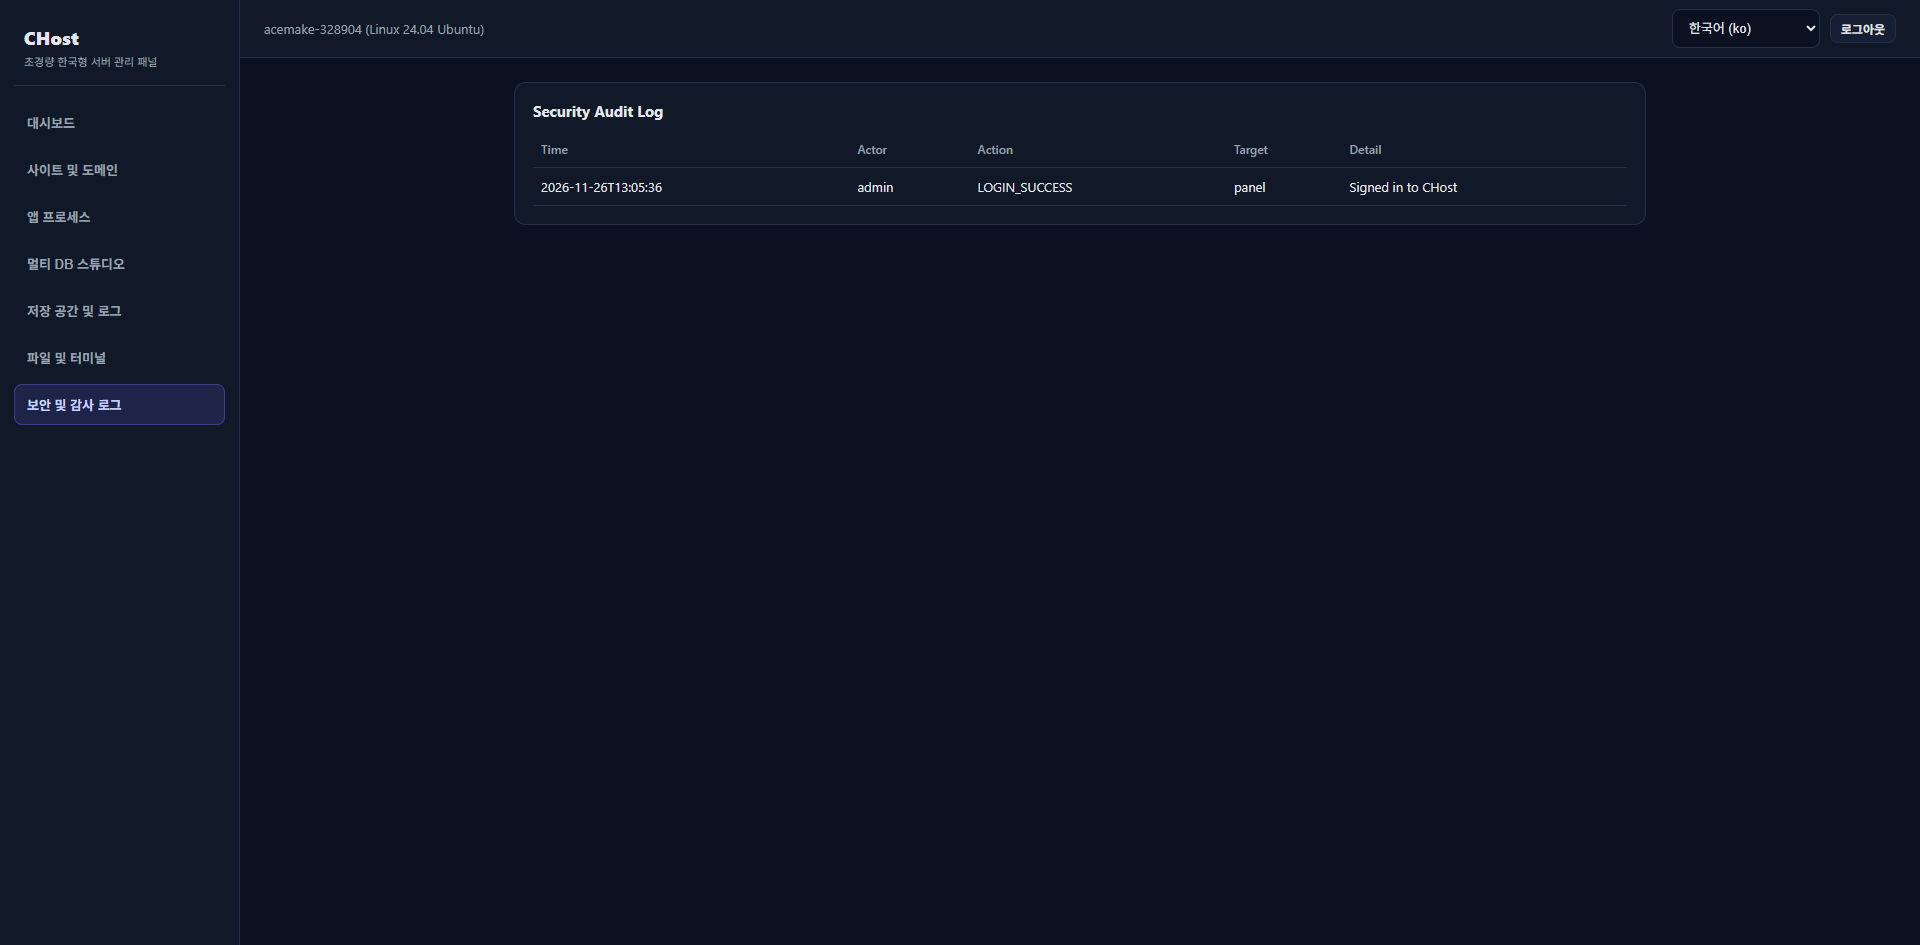 CHost
초경량 한국형 서버 관리 패널
대시보드
사이트 및 도메인
앱 프로세스
멀티 DB 스튜디오
저장 공간 및 로그
파일 및 터미널
보안 및 감사 로그
acemake-328904 (Linux 24.04 Ubuntu)
한국어 (ko)
로그아웃
Security Audit Log
Time Actor Action Target Detail
2026-11-26T13:05:36 admin LOGIN_SUCCESS panel Signed in to CHost